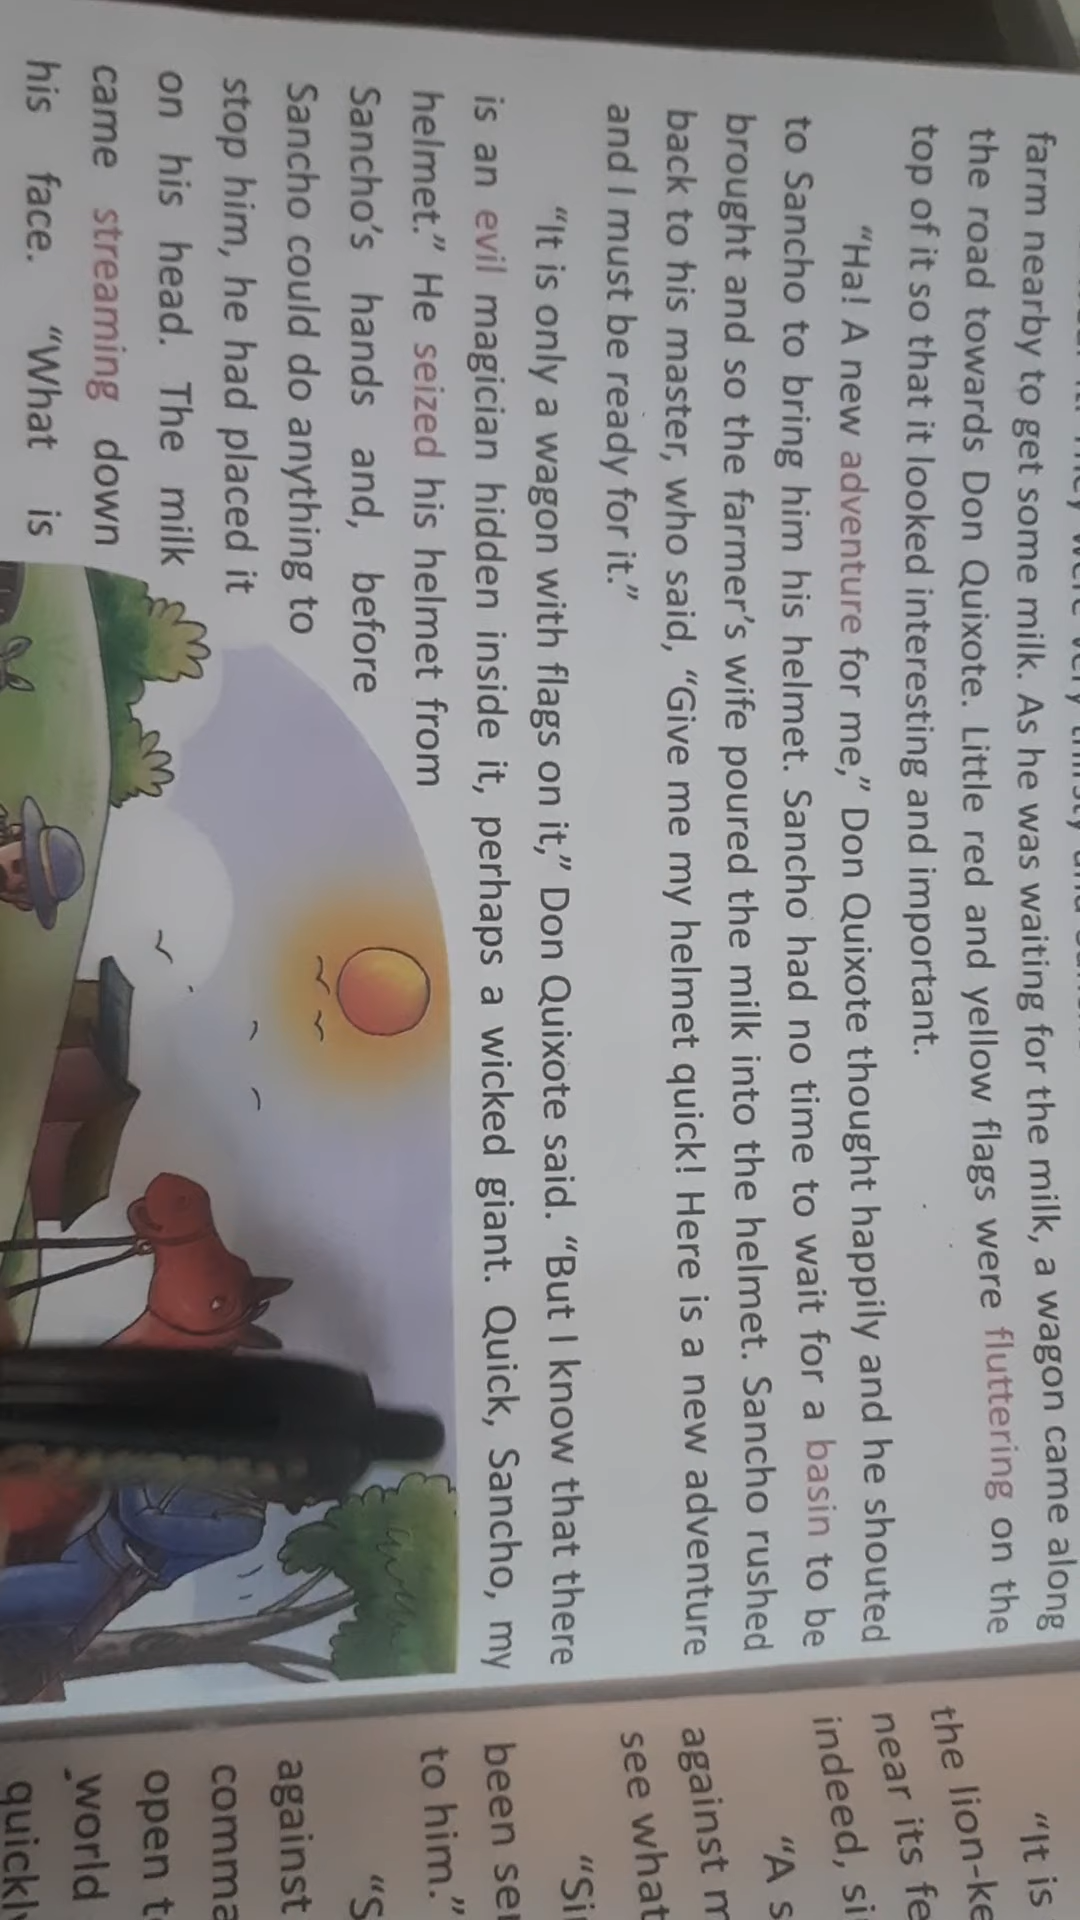 farm nearby to get some milk. As he was waiting for the milk, a wagon came along
the road towards Don Quixote. Little red and yellow flags were fluttering on the
top of it so that it looked interesting and important.
"Ha! A new adventure for me," Don Quixote thought happily and he shouted
to Sancho to bring him his helmet. Sancho had no time to wait for a basin to be
brought and so the farmer's wife poured the milk into the helmet. Sancho rushed
back to his master, who said, "Give me my helmet quick! Here is a new adventure
and I must be ready for it."
"It is only a wagon with flags on it," Don Quixote said. "But I know that there
is an evil magician hidden inside it, perhaps a wicked giant. Quick, Sancho, my
helmet." He seized his helmet from
Sancho's hands and, before
Sancho could do anything to
stop him, he had placed it
on his head. The milk
came streaming down
his face. "What is
"It is
the lion-ke
near its fe
indeed, si
"A s
against m
see what
"Si
been se
to him."
"S
against
comma
open t
world
quickly